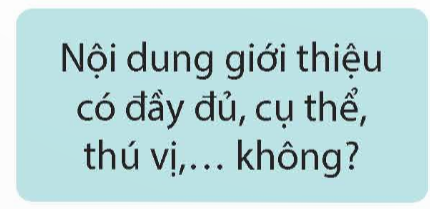 Nội dung giới thiệu
có đầy đủ, cụ thể,
thú vị,... không?